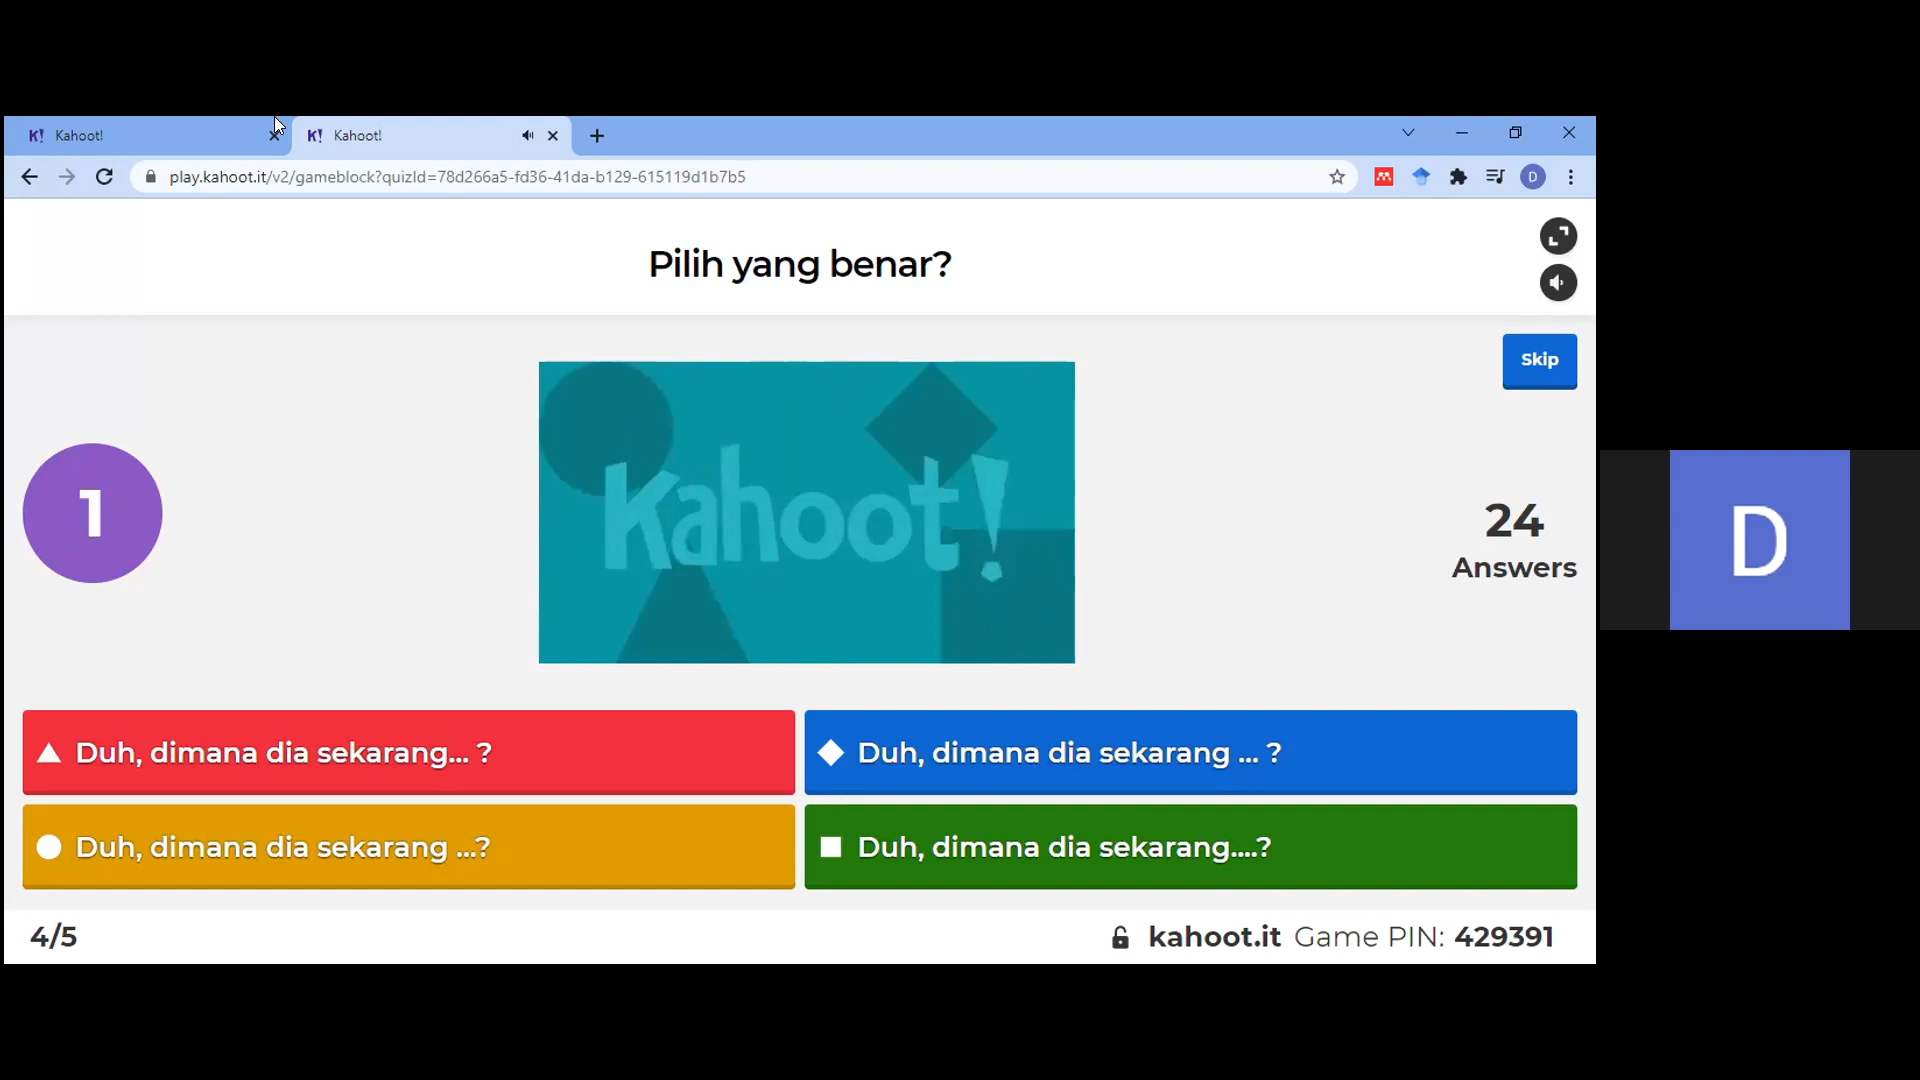 K! Kahoot!
K! Kahoot!
play.kahoot.it/v2/gameblock?quizId=78d266a5-fd36-41da-b129-615119d1b7b5
D
Pilih yang benar?
Skip
Kahoot!
1
24
Answers
D
Duh, dimana dia sekarang... ?
Duh, dimana dia sekarang ... ?
Duh, dimana dia sekarang ...?
Duh, dimana dia sekarang....?
4/5
kahoot.it Game PIN: 429391